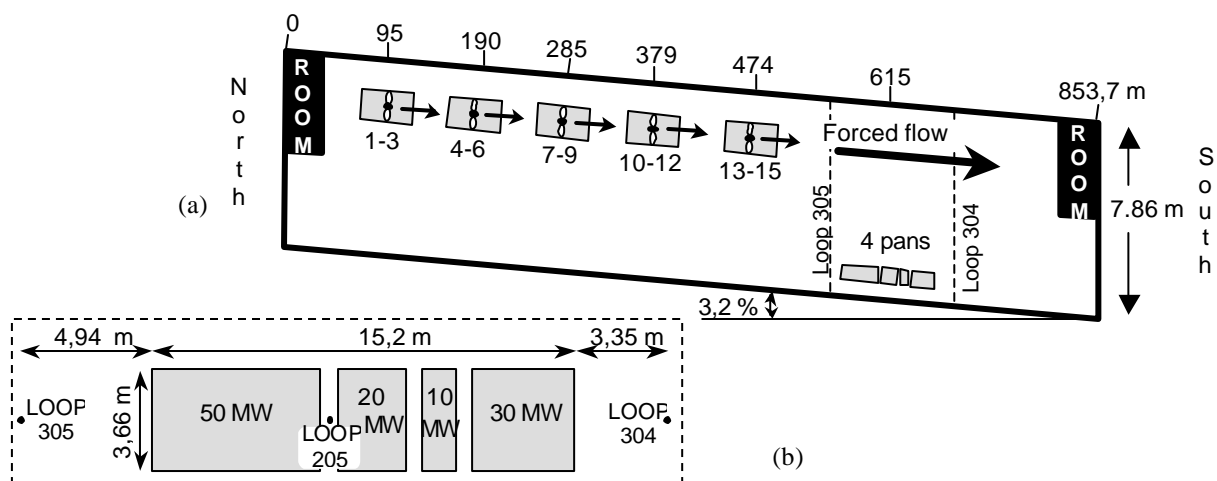 0
95
190
285
379
474
615
853,7 m
North
ROOM
1-3
4-6
7-9
10-12
13-15
Forced flow
ROOM
South
(a)
Loop 305
4 pans
Loop 304
7.86 m
3,2 %
4,94 m
15,2 m
3,35 m
3,66 m
LOOP
305
50 MW
LOOP
205
20
MW
10
MW
30 MW
LOOP
304
(b)